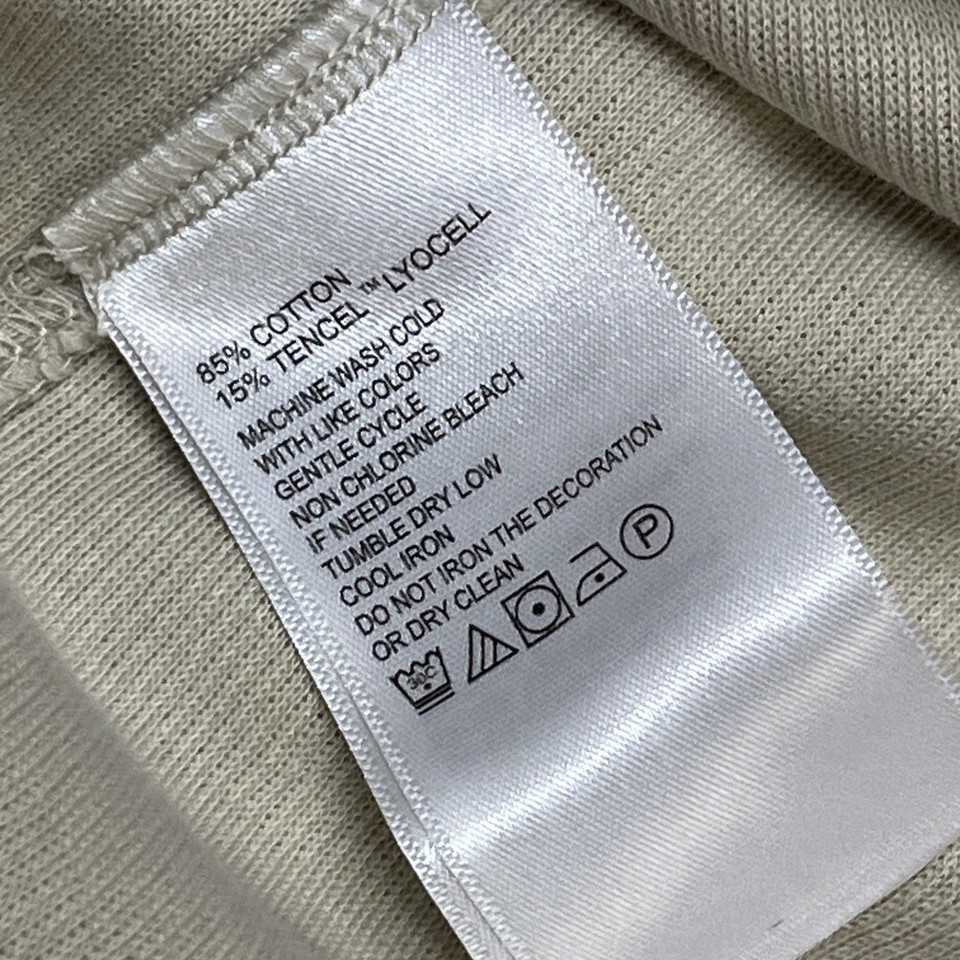 85% COTTON
15% TENCEL™ LYOCELL
MACHINE WASH COLD
WITH LIKE COLORS
GENTLE CYCLE
NON CHLORINE BLEACH
IF NEEDED
TUMBLE DRY LOW
COOL IRON
DO NOT IRON THE DECORATION
OR DRY CLEAN
30C P